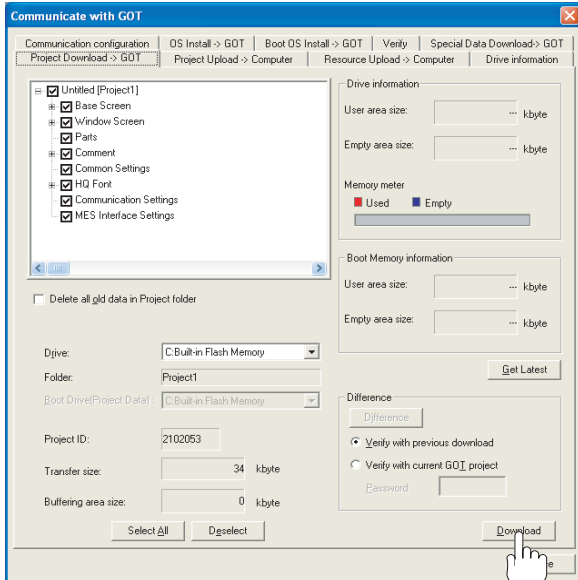 Communicate with GOT
Communication configuration OS Install -> GOT Boot OS Install -> GOT Verify Special Data Download-> GOT
Project Download -> GOT Project Upload -> Computer Resource Upload -> Computer Drive information
Untitled [Project1]
Base Screen
Window Screen
Parts
Comment
Common Settings
HQ Font
Communication Settings
MES Interface Settings
Delete all old data in Project folder
Drive: C:Built-in Flash Memory
Folder: Project1
Boot Drive(Project Data) : C:Built-in Flash Memory
Project ID: 2102053
Transfer size: 34 kbyte
Buffering area size: 0 kbyte
Select All Deselect
Drive information
User area size: --- kbyte
Empty area size: --- kbyte
Memory meter
Used Empty
Boot Memory information
User area size: --- kbyte
Empty area size: --- kbyte
Get Latest
Difference
Difference
Verify with previous download
Verify with current GOT project
Password:
Download